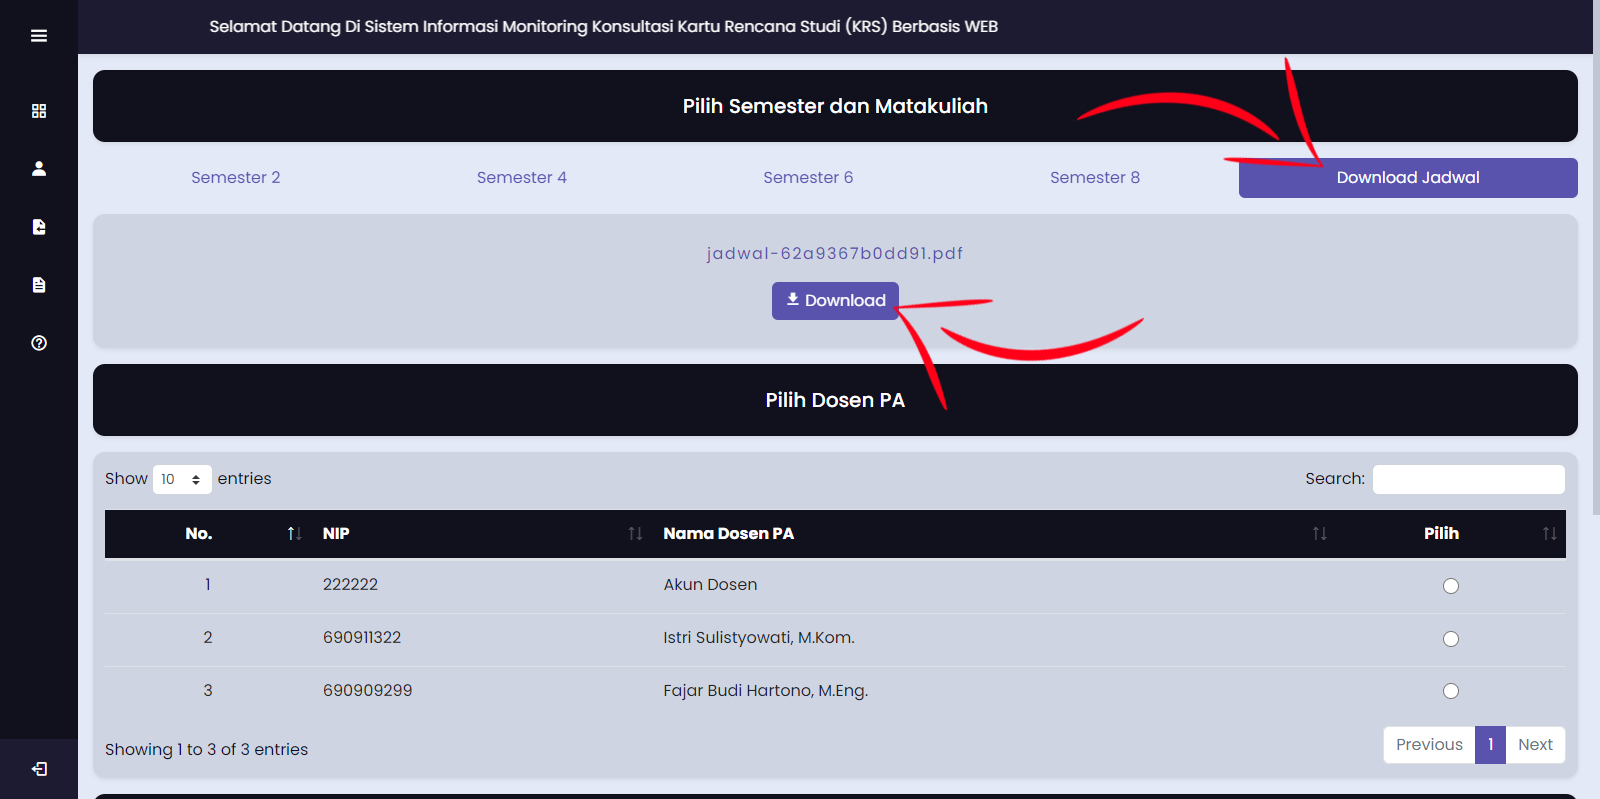 Selamat Datang Di Sistem Informasi Monitoring Konsultasi Kartu Rencana Studi (KRS) Berbasis WEB
Pilih Semester dan Matakuliah
Semester 2 Semester 4 Semester 6 Semester 8 Download Jadwal
jadwal-62a9367b0dd91.pdf
Download
Pilih Dosen PA
Show 10 entries Search:
No. NIP Nama Dosen PA Pilih
1 222222 Akun Dosen
2 690911322 Istri Sulistyowati, M.Kom.
3 690909299 Fajar Budi Hartono, M.Eng.
Showing 1 to 3 of 3 entries Previous 1 Next